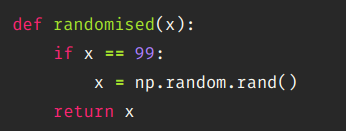 def randomised(x):
    if x == 99:
        x = np.random.rand()
    return x